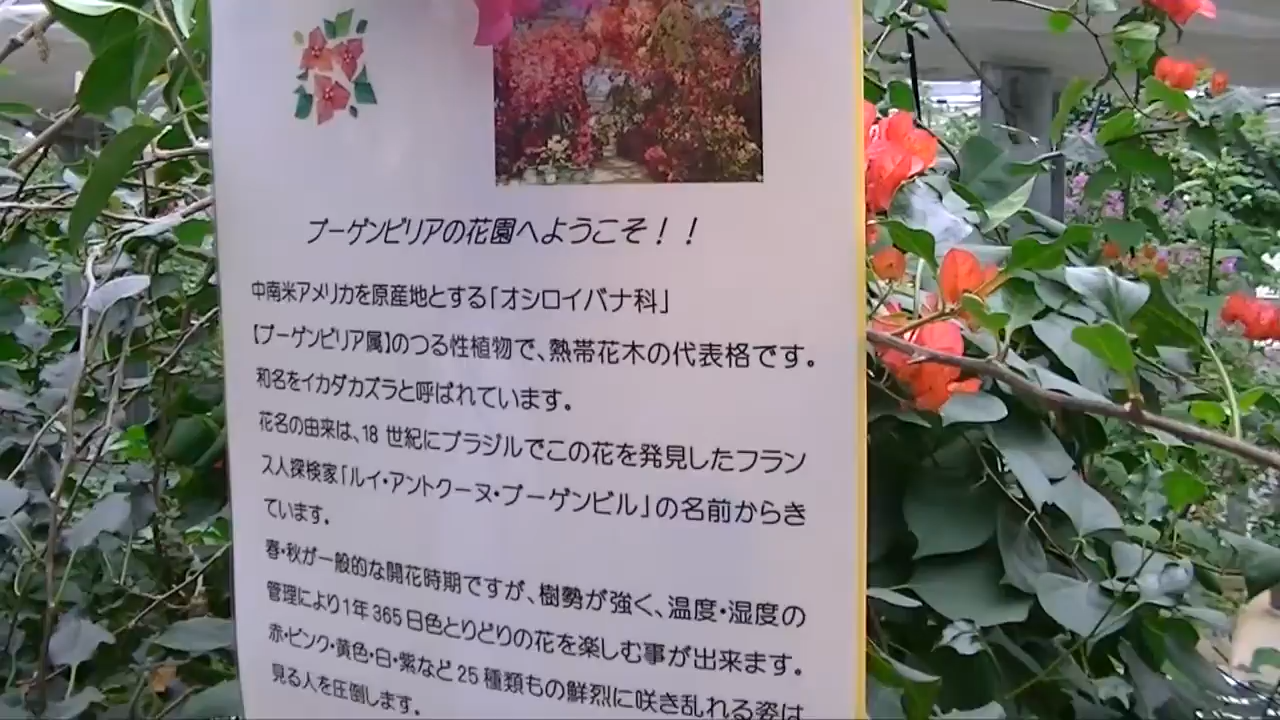 ブーゲンビリアの花園へようこそ！！
中南米アメリカを原産地とする「オシロイバナ科」
【ブーゲンビリア属】のつる性植物で、熱帯花木の代表格です。
和名をイカダカズラと呼ばれています。
花名の由来は、18 世紀にブラジルでこの花を発見したフラン
ス人探検家「ルイ・アントワーヌ・ブーゲンビル」の名前からき
ています。
春・秋が一般的な開花時期ですが、樹勢が強く、温度・湿度の
管理により1年 365 日色とりどりの花を楽しむ事が出来ます。
赤・ピンク・黄色・白・紫など 25 種類もの鮮烈に咲き乱れる姿は
見る人を圧倒します。